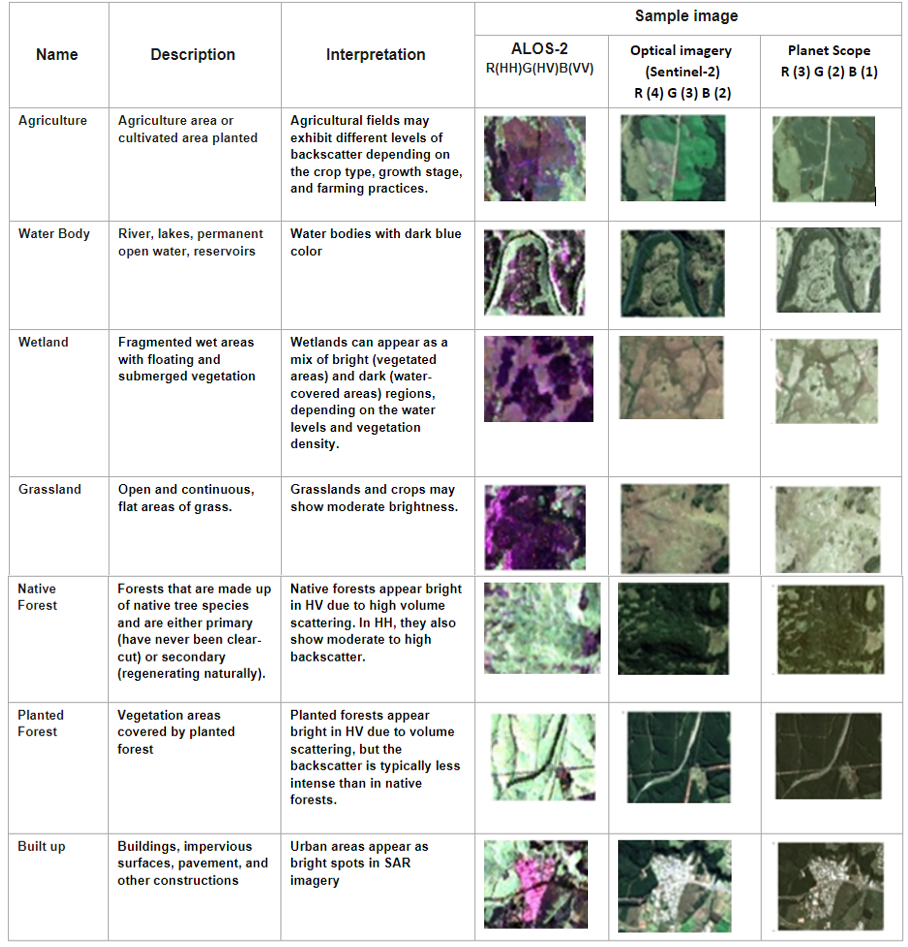 Name
Description
Interpretation
Sample image
ALOS-2
R(HH)G(HV)B(VV)
Optical imagery
(Sentinel-2)
R (4) G (3) B (2)
Planet Scope
R (3) G (2) B (1)
Agriculture
Agriculture area or
cultivated area planted
Agricultural fields may
exhibit different levels of
backscatter depending on
the crop type, growth stage,
and farming practices.
Water Body
River, lakes, permanent
open water, reservoirs
Water bodies with dark blue
color
Wetland
Fragmented wet areas
with floating and
submerged vegetation
Wetlands can appear as a
mix of bright (vegetated
areas) and dark (water-
covered areas) regions,
depending on the water
levels and vegetation
density.
Grassland
Open and continuous,
flat areas of grass.
Grasslands and crops may
show moderate brightness.
Native
Forest
Forests that are made up
of native tree species
and are either primary
(have never been clear-
cut) or secondary
(regenerating naturally).
Native forests appear bright
in HV due to high volume
scattering. In HH, they also
show moderate to high
backscatter.
Planted
Forest
Vegetation areas
covered by planted
forest
Planted forests appear
bright in HV due to volume
scattering, but the
backscatter is typically less
intense than in native
forests.
Built up
Buildings, impervious
surfaces, pavement, and
other constructions
Urban areas appear as
bright spots in SAR
imagery